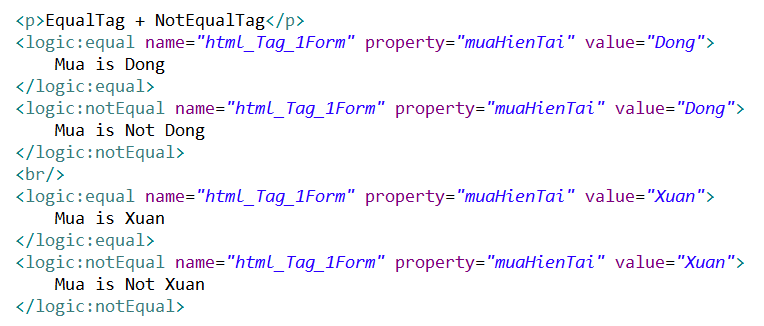 <p>EqualTag + NotEqualTag</p>
<logic:equal name="html_Tag_1Form" property="muaHienTai" value="Dong">
    Mua is Dong
</logic:equal>
<logic:notEqual name="html_Tag_1Form" property="muaHienTai" value="Dong">
    Mua is Not Dong
</logic:notEqual>
<br/>
<logic:equal name="html_Tag_1Form" property="muaHienTai" value="Xuan">
    Mua is Xuan
</logic:equal>
<logic:notEqual name="html_Tag_1Form" property="muaHienTai" value="Xuan">
    Mua is Not Xuan
</logic:notEqual>